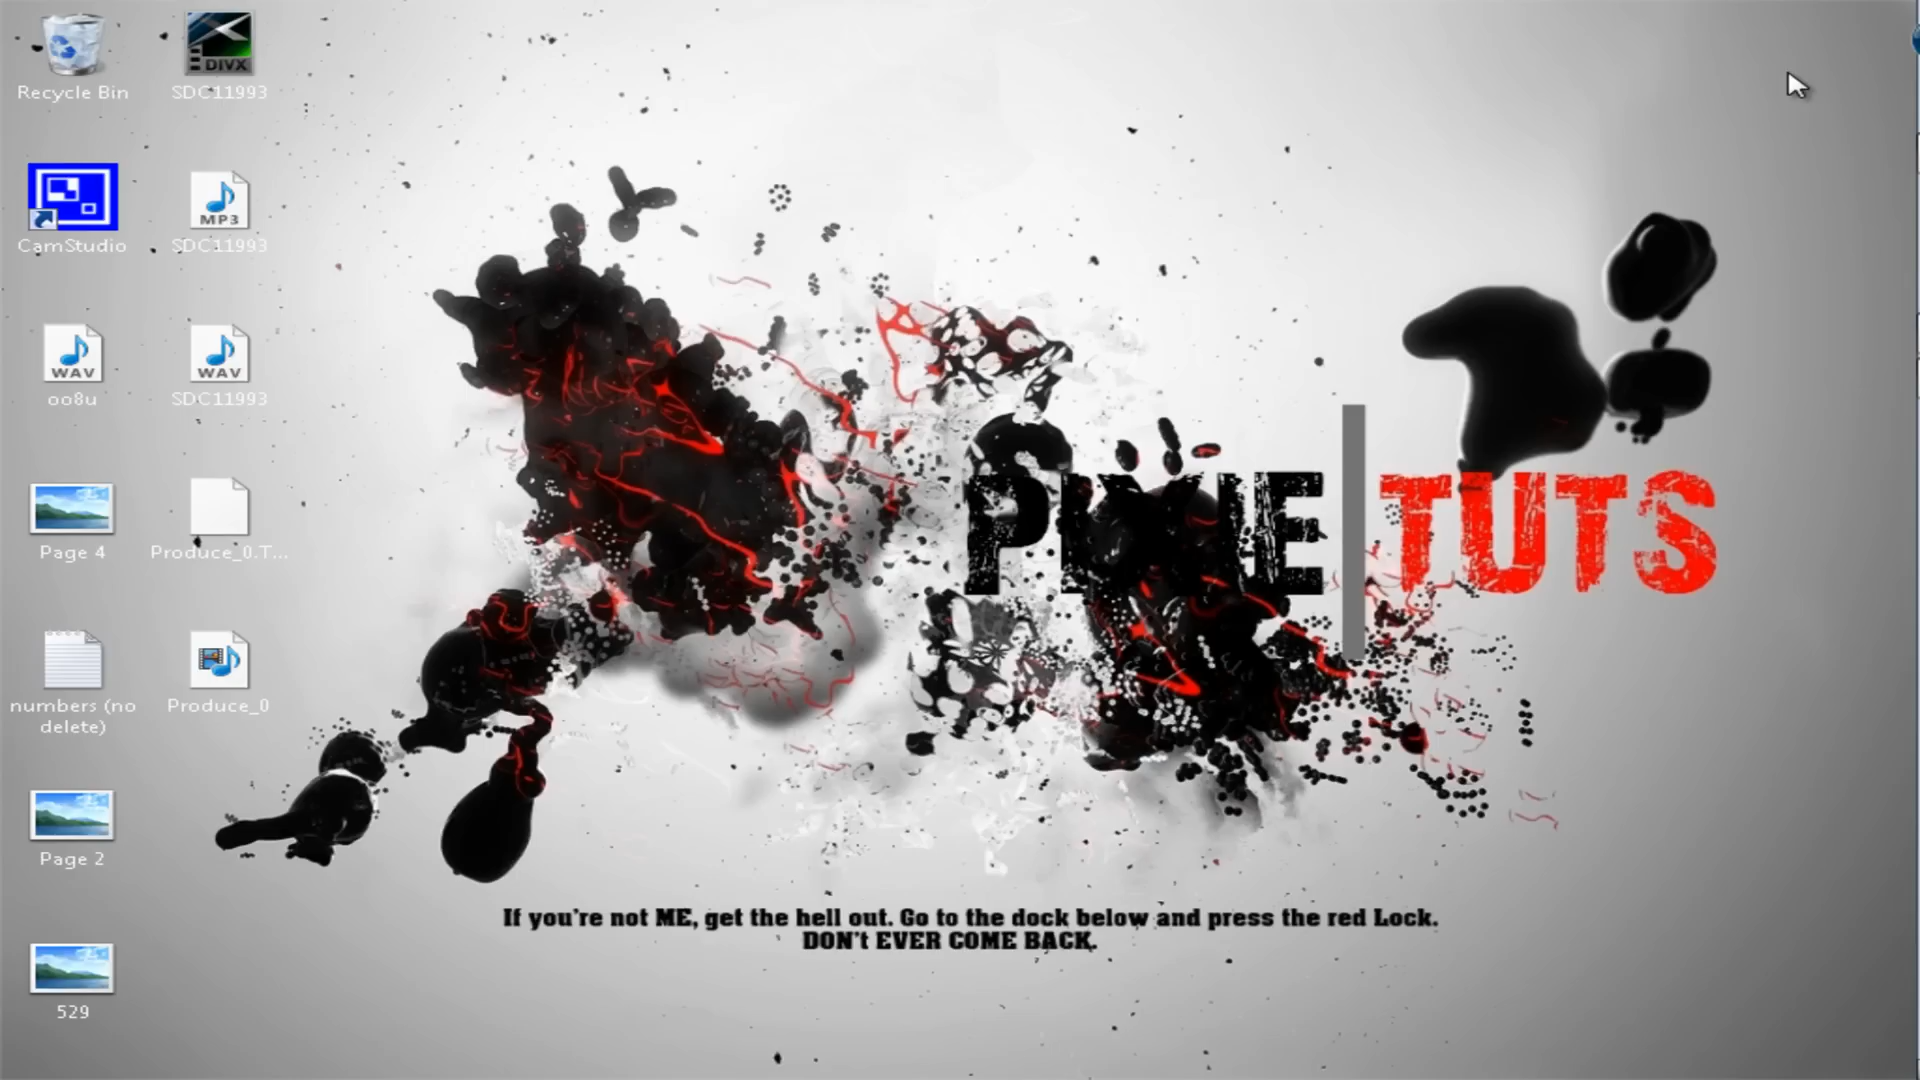 Recycle Bin
DIVX
SDC11993
CamStudio
MP3
SDC11993
WAV
oo8u
WAV
SDC11993
Page 4
Produce_0.T...
numbers (no
delete)
Produce_0
Page 2
529
PIXIE|TUTS
If you're not ME, get the hell out. Go to the dock below and press the red Lock.
DON't EVER COME BACK.